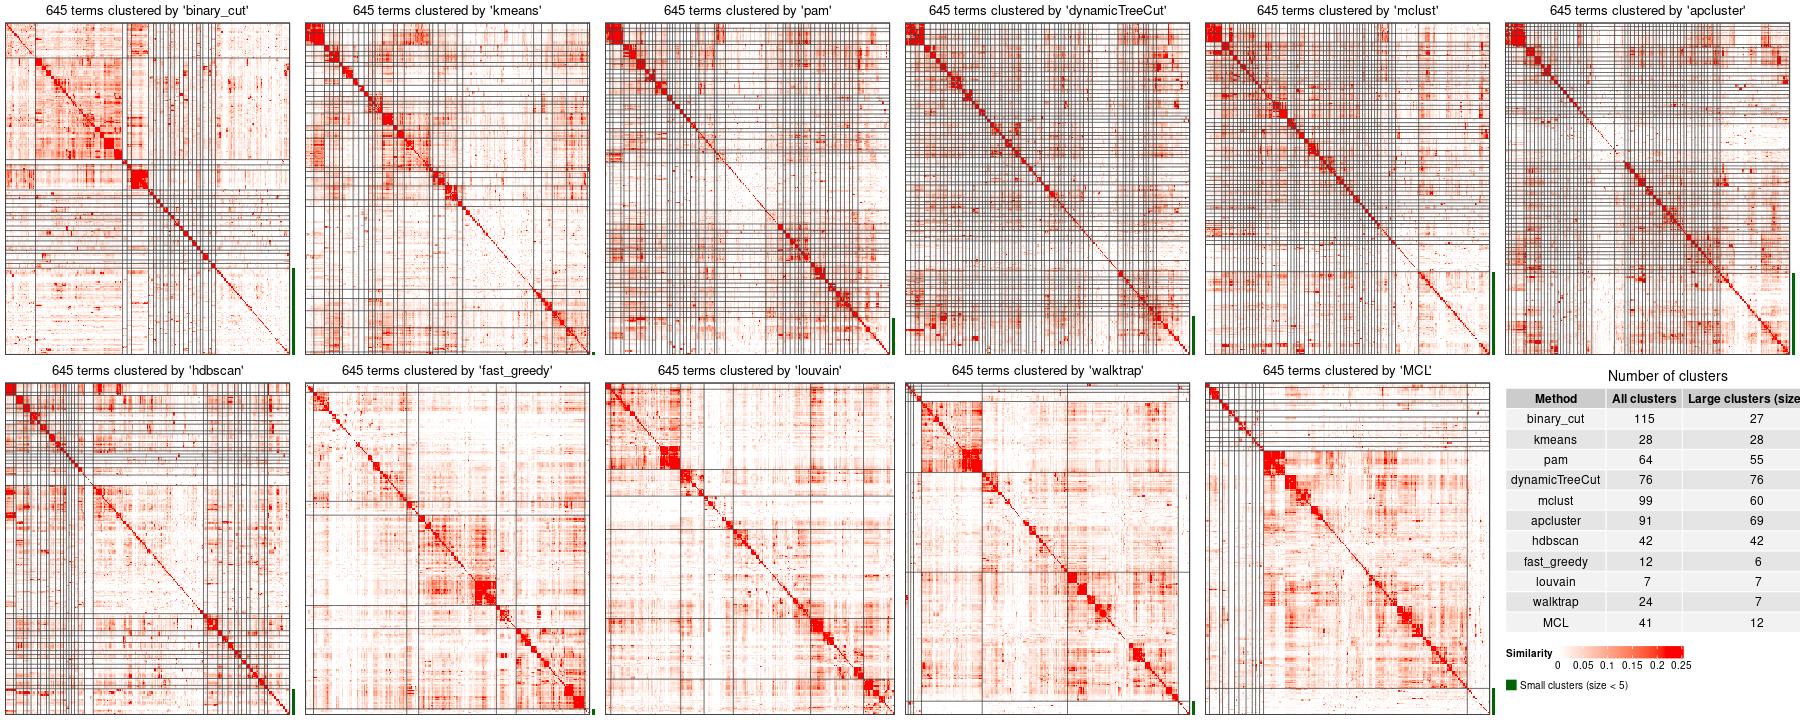 645 terms clustered by 'binary_cut'
645 terms clustered by 'kmeans'
645 terms clustered by 'pam'
645 terms clustered by 'dynamicTreeCut'
645 terms clustered by 'mclust'
645 terms clustered by 'apcluster'
645 terms clustered by 'hdbscan'
645 terms clustered by 'fast_greedy'
645 terms clustered by 'louvain'
645 terms clustered by 'walktrap'
645 terms clustered by 'MCL'
Number of clusters
Method All clusters Large clusters (size
binary_cut 115 27
kmeans 28 28
pam 64 55
dynamicTreeCut 76 76
mclust 99 60
apcluster 91 69
hdbscan 42 42
fast_greedy 12 6
louvain 7 7
walktrap 24 7
MCL 41 12
Similarity
0 0.05 0.1 0.15 0.2 0.25
Small clusters (size < 5)